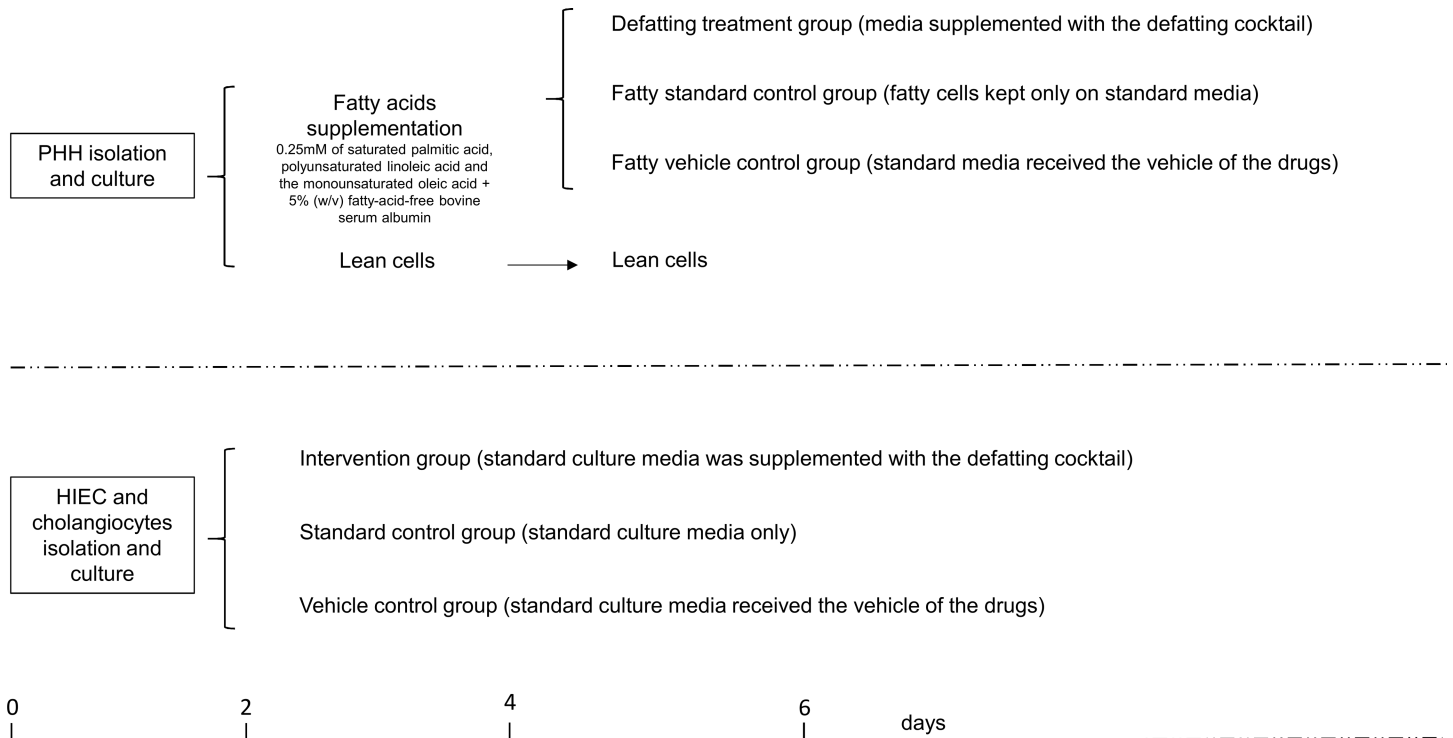 Defatting treatment group (media supplemented with the defatting cocktail)
Fatty acids
supplementation
0.25mM of saturated palmitic acid,
polyunsaturated linoleic acid and
the monounsaturated oleic acid +
5% (w/v) fatty-acid-free bovine
serum albumin
Fatty standard control group (fatty cells kept only on standard media)
PHH isolation
and culture
Fatty vehicle control group (standard media received the vehicle of the drugs)
Lean cells
Lean cells
Intervention group (standard culture media was supplemented with the defatting cocktail)
HIEC and
cholangiocytes
isolation and
culture
Standard control group (standard culture media only)
Vehicle control group (standard culture media received the vehicle of the drugs)
0
2
4
6
days